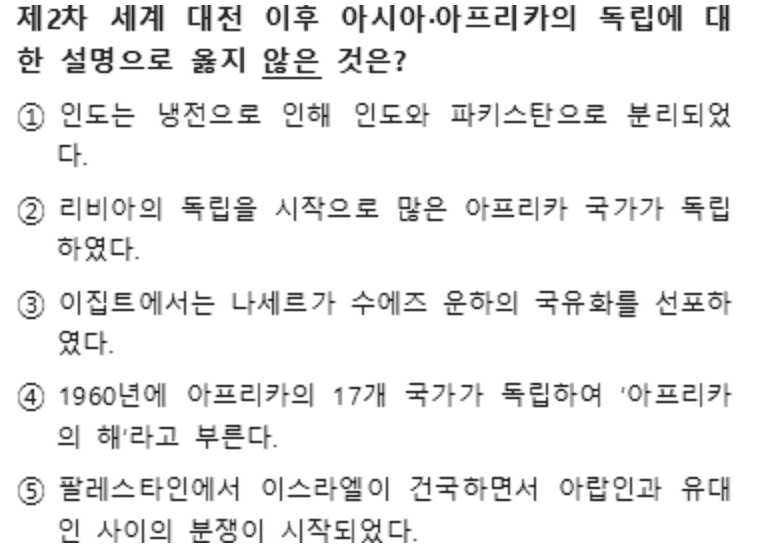 제2차 세계 대전 이후 아시아·아프리카의 독립에 대
한 설명으로 옳지 않은 것은?
① 인도는 냉전으로 인해 인도와 파키스탄으로 분리되었
다.
② 리비아의 독립을 시작으로 많은 아프리카 국가가 독립
하였다.
③ 이집트에서는 나세르가 수에즈 운하의 국유화를 선포하
였다.
④ 1960년에 아프리카의 17개 국가가 독립하여 '아프리카
의 해'라고 부른다.
⑤ 팔레스타인에서 이스라엘이 건국하면서 아랍인과 유대
인 사이의 분쟁이 시작되었다.